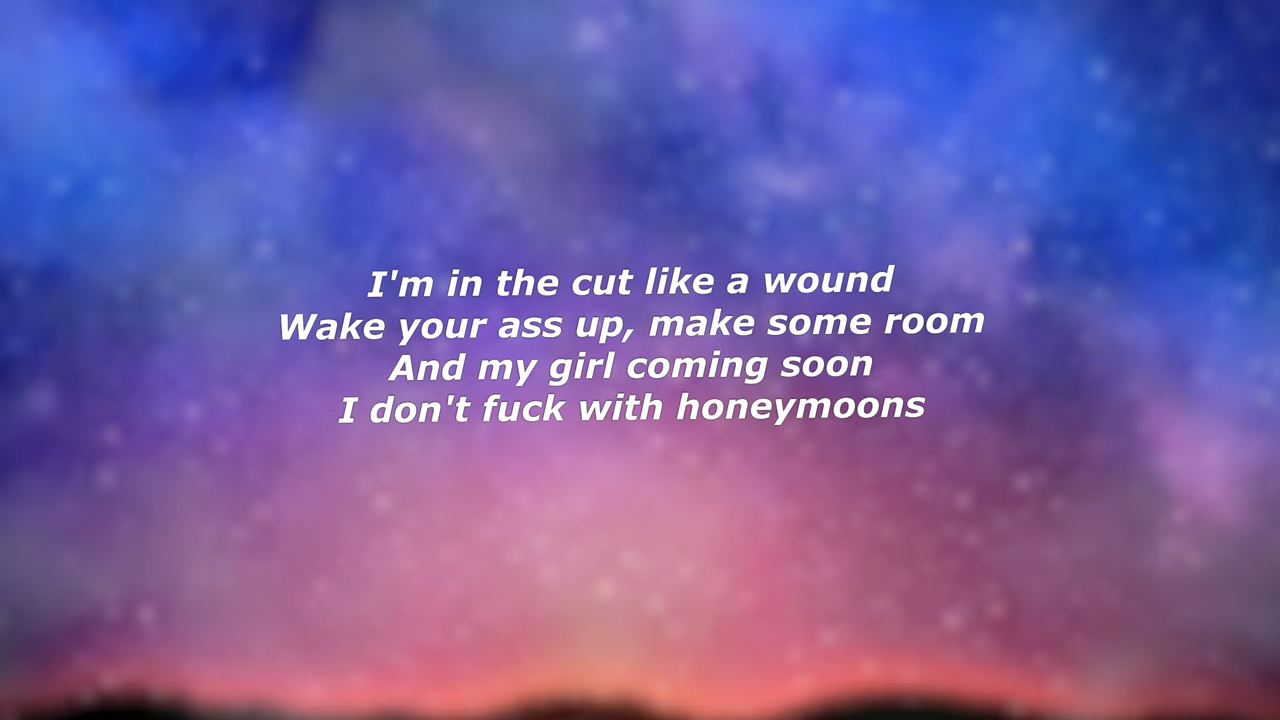 I'm in the cut like a wound
Wake your ass up, make some room
And my girl coming soon
I don't fuck with honeymoons